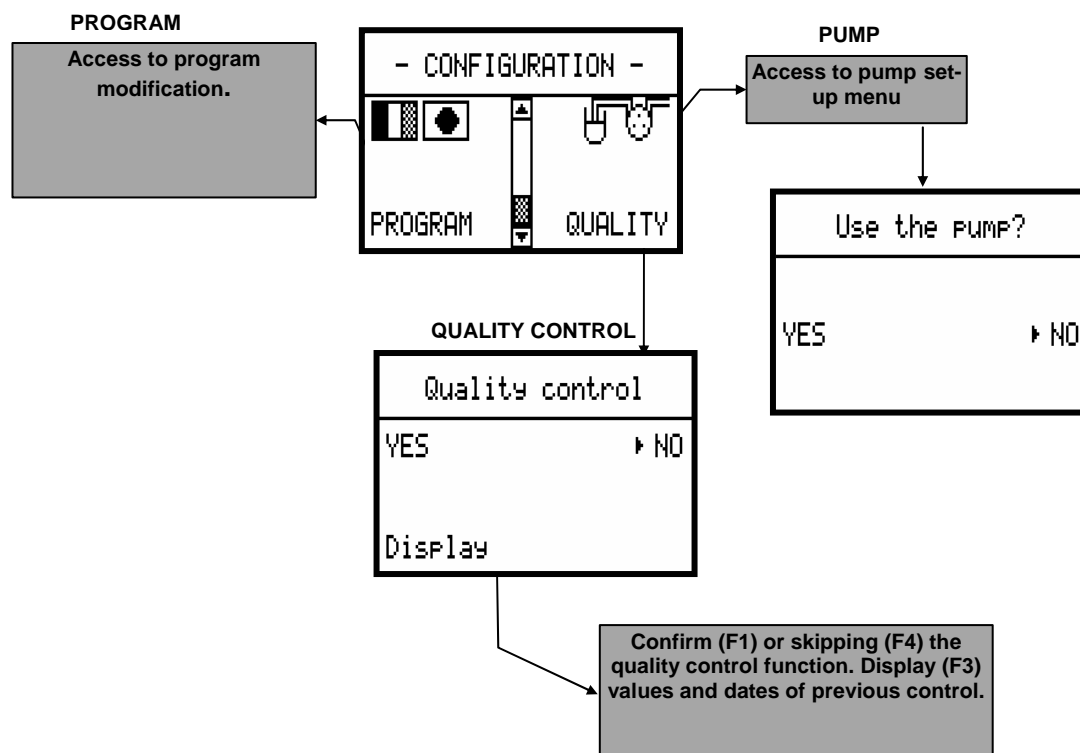 PROGRAM
Access to program
modification.
- CONFIGURATION -
PROGRAM
QUALITY
PUMP
Access to pump set-
up menu
Use the pump?
YES
NO
QUALITY CONTROL
Quality control
YES
NO
Display
Confirm (F1) or skipping (F4) the
quality control function. Display (F3)
values and dates of previous control.